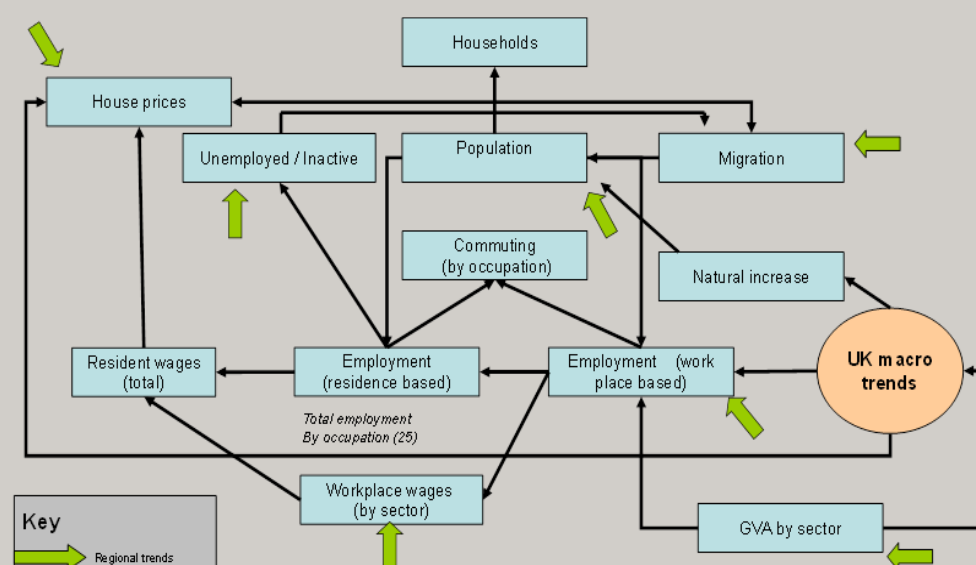 Households
House prices
Unemployed / Inactive
Population
Migration
Commuting
(by occupation)
Natural increase
Resident wages
(total)
Employment
(residence based)
Employment (work
place based)
UK macro
trends
Total employment
By occupation (25)
Workplace wages
(by sector)
GVA by sector
Key
Regional trends